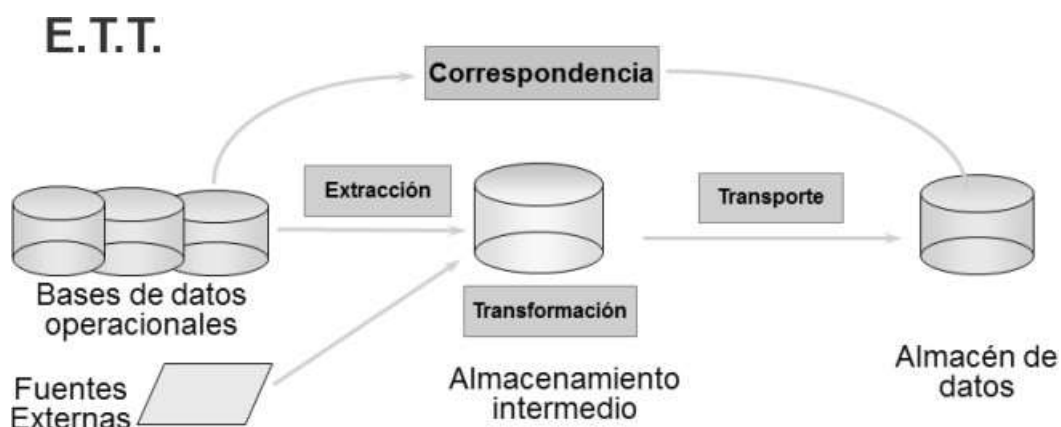 E.T.T.
Correspondencia
Extracción
Transporte
Bases de datos
operacionales
Transformación
Fuentes
Externas
Almacenamiento
intermedio
Almacén de
datos